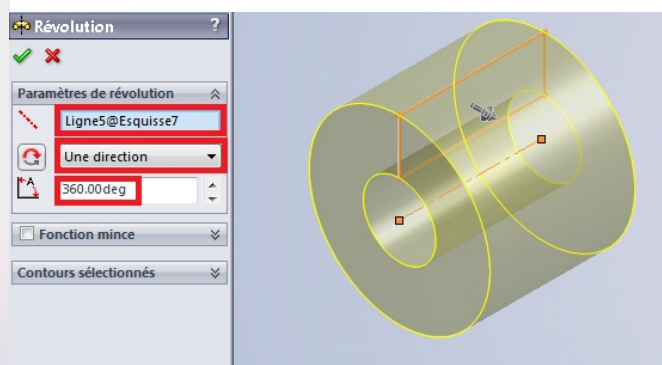 Révolution ?
Paramètres de révolution
Ligne5@Esquisse7
Une direction
360.00deg
Fonction mince
Contours sélectionnés